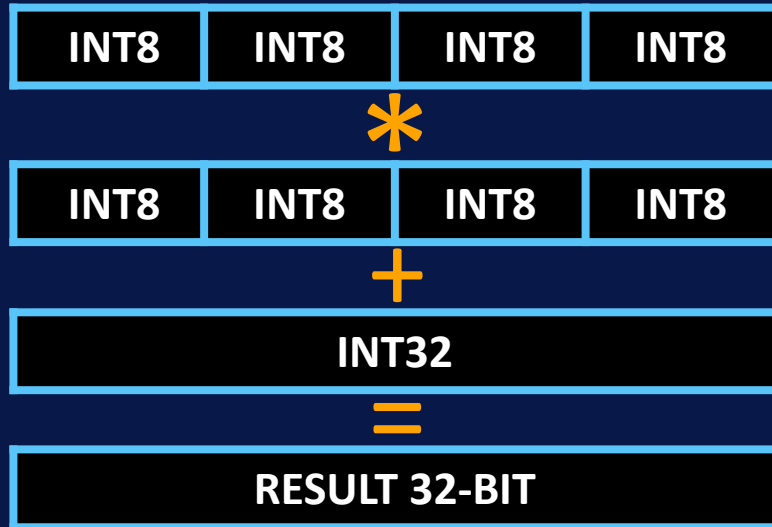 INT8 INT8 INT8 INT8
*
INT8 INT8 INT8 INT8
+
INT32
=
RESULT 32-BIT